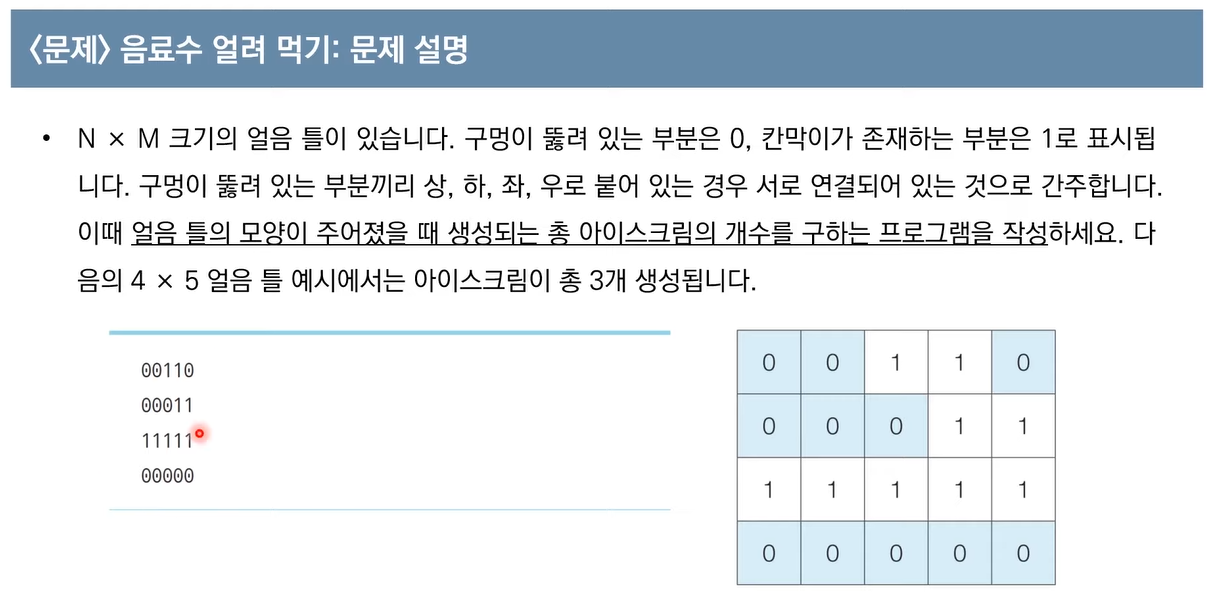 〈문제〉 음료수 얼려 먹기: 문제 설명
• N × M 크기의 얼음 틀이 있습니다. 구멍이 뚫려 있는 부분은 0, 칸막이가 존재하는 부분은 1로 표시됩
니다. 구멍이 뚫려 있는 부분끼리 상, 하, 좌, 우로 붙어 있는 경우 서로 연결되어 있는 것으로 간주합니다.
이때 얼음 틀의 모양이 주어졌을 때 생성되는 총 아이스크림의 개수를 구하는 프로그램을 작성하세요. 다
음의 4 × 5 얼음 틀 예시에서는 아이스크림이 총 3개 생성됩니다.
00110
00011
11111
00000
0 0 1 1 0
0 0 0 1 1
1 1 1 1 1
0 0 0 0 0